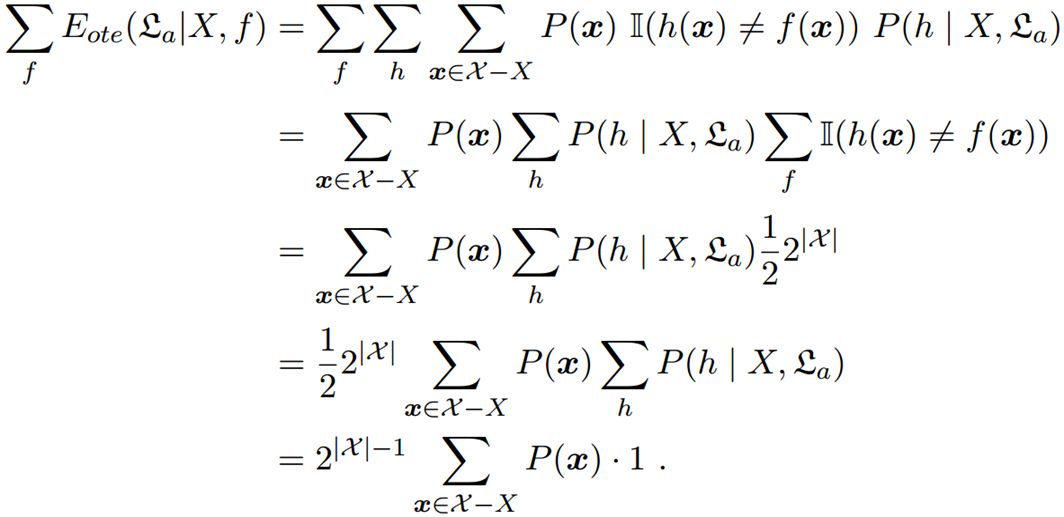 ∑_f E_{ote}(𝔏_a|X, f) = ∑_f ∑_h ∑_{𝒙∈𝒳−X} P(𝒙) 𝕀(h(𝒙) ≠ f(𝒙)) P(h | X, 𝔏_a)
= ∑_{𝒙∈𝒳−X} P(𝒙) ∑_h P(h | X, 𝔏_a) ∑_f 𝕀(h(𝒙) ≠ f(𝒙))
= ∑_{𝒙∈𝒳−X} P(𝒙) ∑_h P(h | X, 𝔏_a) \frac{1}{2} 2^{|𝒳|}
= \frac{1}{2} 2^{|𝒳|} ∑_{𝒙∈𝒳−X} P(𝒙) ∑_h P(h | X, 𝔏_a)
= 2^{|𝒳|−1} ∑_{𝒙∈𝒳−X} P(𝒙) · 1 .